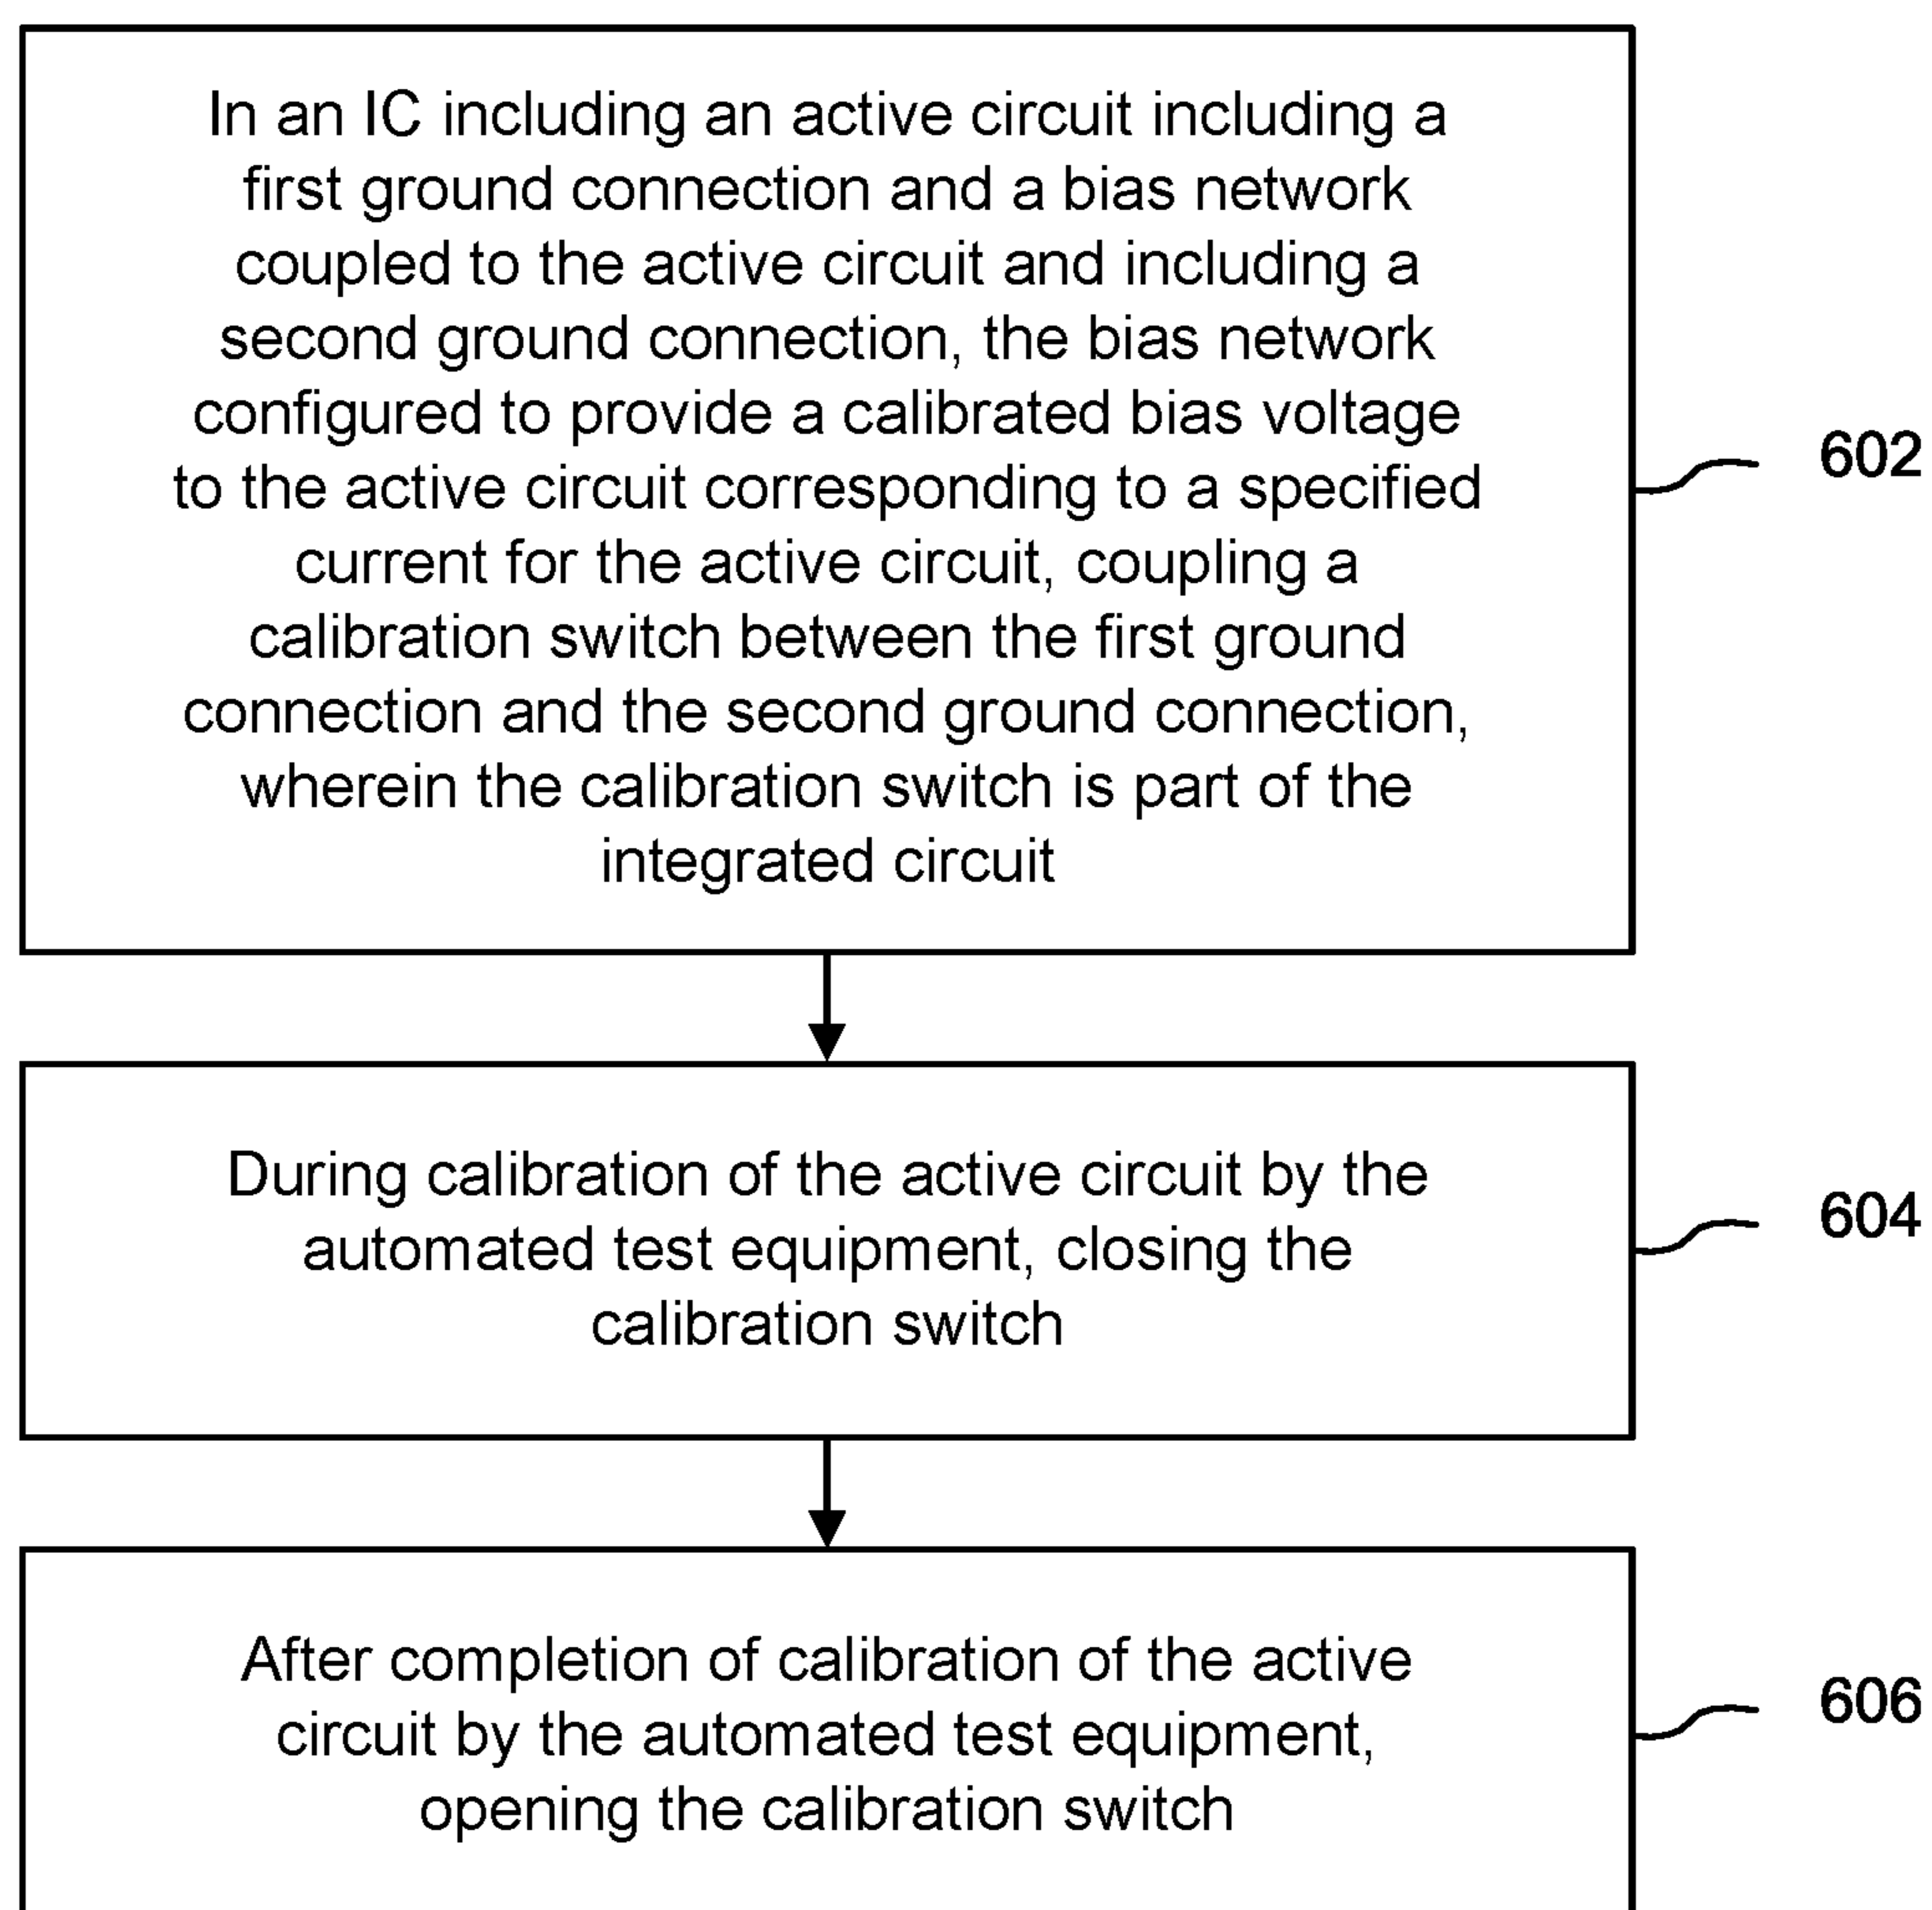 In an IC including an active circuit including a
first ground connection and a bias network
coupled to the active circuit and including a
second ground connection, the bias network
configured to provide a calibrated bias voltage
to the active circuit corresponding to a specified
current for the active circuit, coupling a
calibration switch between the first ground
connection and the second ground connection,
wherein the calibration switch is part of the
integrated circuit
602
During calibration of the active circuit by the
automated test equipment, closing the
calibration switch
604
After completion of calibration of the active
circuit by the automated test equipment,
opening the calibration switch
606